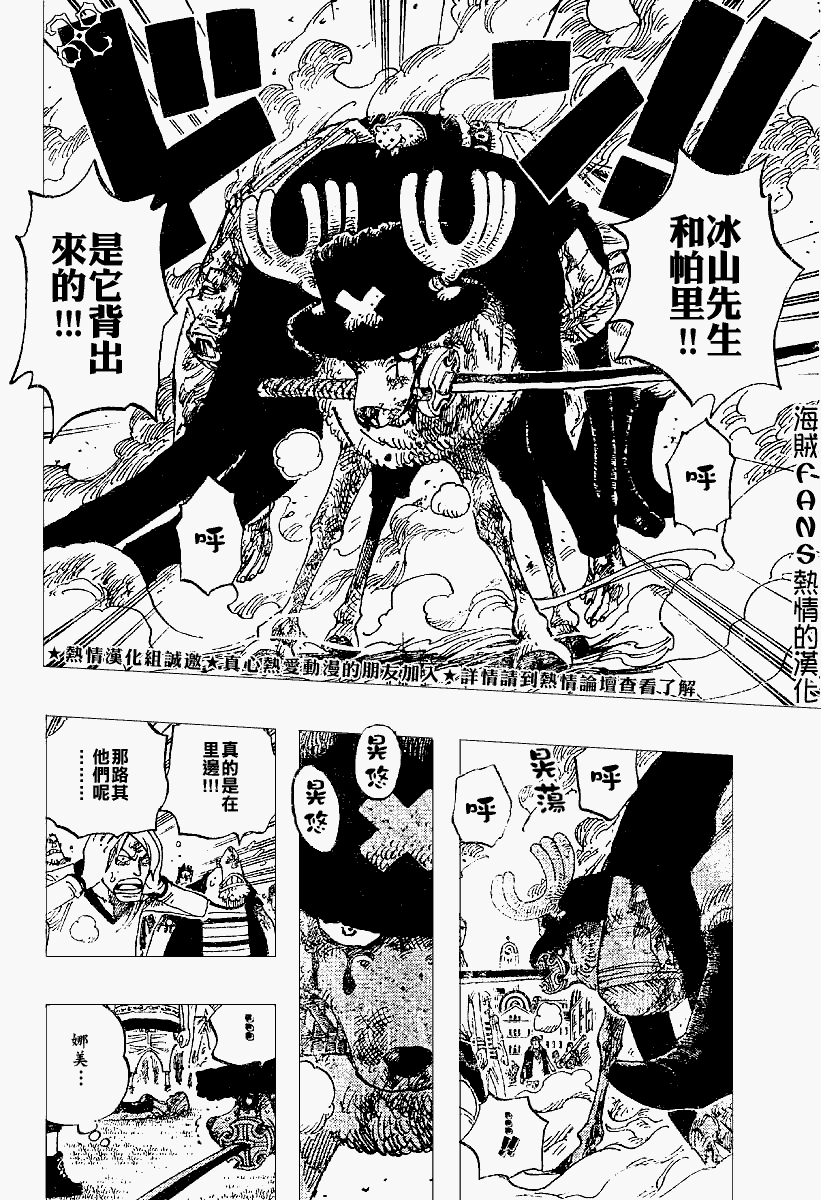 ドン!!
冰山先生
和帕里!!
是它背出
來的!!!
呼
呼
海賊FANS熱情的漢化
★熱情漢化組誠邀★真心熱愛動漫的朋友加入★詳情請到熱情論壇查看了解
真的是在
里邊!!!
那路其
他們呢
………
晃悠
晃悠
呼
晃蕩
呼
…!!
…
娜美…